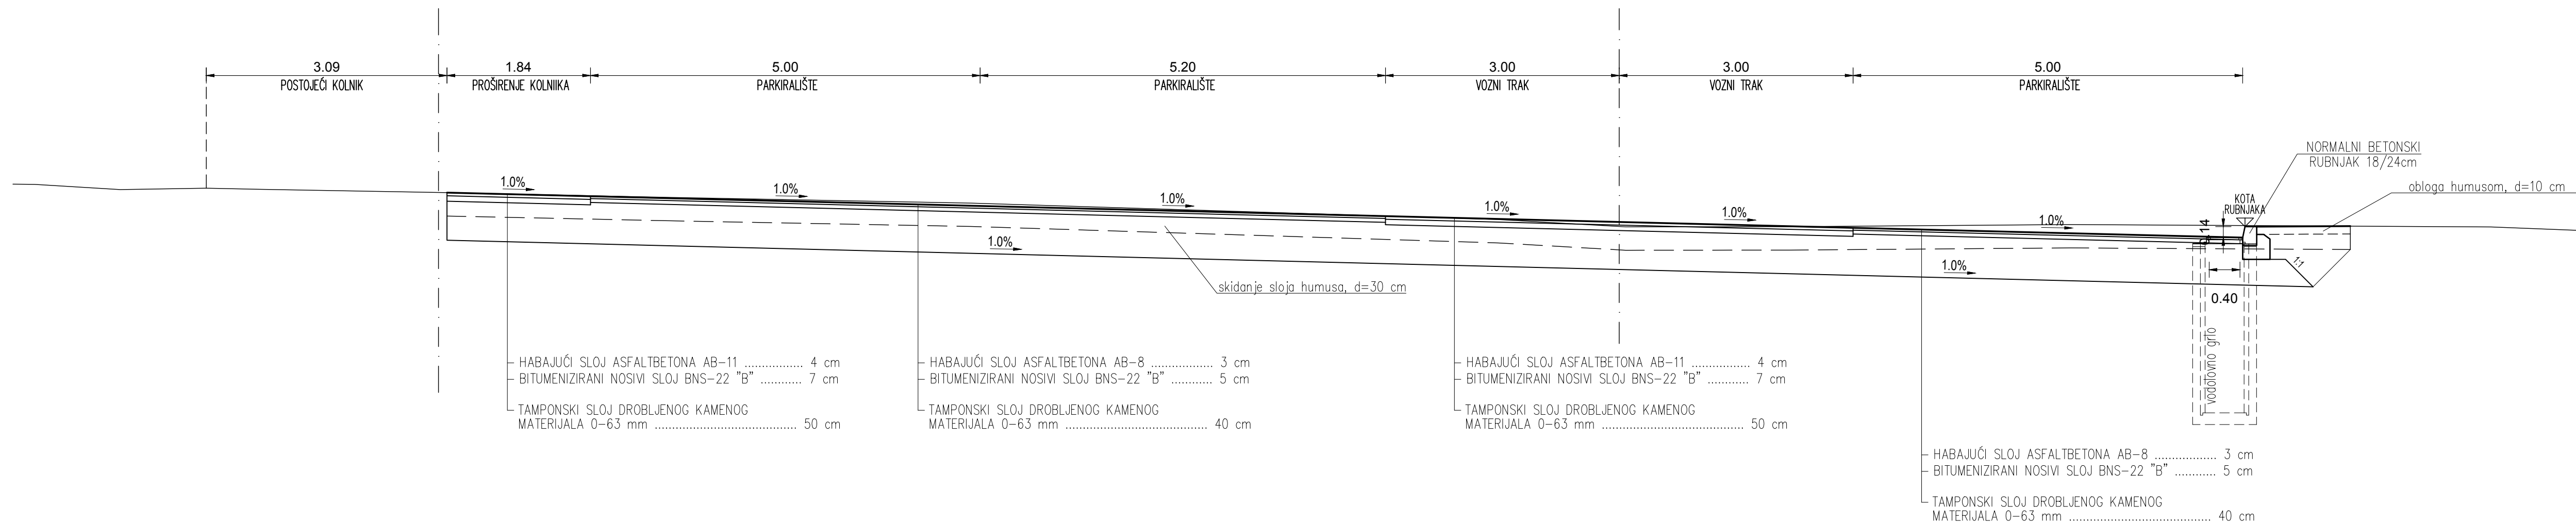 3.09
POSTOJEĆI KOLNIK
1.84
PROŠIRENJE KOLNIIKA
5.00
PARKIRALIŠTE
5.20
PARKIRALIŠTE
3.00
VOZNI TRAK
3.00
VOZNI TRAK
5.00
PARKIRALIŠTE
NORMALNI BETONSKI
RUBNJAK 18/24cm
obloga humusom, d=10 cm
KOTA
RUBNJAKA
14
1.0%
1.0%
1.0%
1.0%
1.0%
1.0%
1.0%
1.0%
1:1
skidanje sloja humusa, d=30 cm
0.40
vodolovno grlo
HABAJUĆI SLOJ ASFALTBETONA AB-11 ................. 4 cm
BITUMENIZIRANI NOSIVI SLOJ BNS-22 "B" ............ 7 cm
TAMPONSKI SLOJ DROBLJENOG KAMENOG
MATERIJALA 0-63 mm ......................................... 50 cm
HABAJUĆI SLOJ ASFALTBETONA AB-8 .................. 3 cm
BITUMENIZIRANI NOSIVI SLOJ BNS-22 "B" ............ 5 cm
TAMPONSKI SLOJ DROBLJENOG KAMENOG
MATERIJALA 0-63 mm ......................................... 40 cm
HABAJUĆI SLOJ ASFALTBETONA AB-11 ................. 4 cm
BITUMENIZIRANI NOSIVI SLOJ BNS-22 "B" ............ 7 cm
TAMPONSKI SLOJ DROBLJENOG KAMENOG
MATERIJALA 0-63 mm ......................................... 50 cm
HABAJUĆI SLOJ ASFALTBETONA AB-8 .................. 3 cm
BITUMENIZIRANI NOSIVI SLOJ BNS-22 "B" ............ 5 cm
TAMPONSKI SLOJ DROBLJENOG KAMENOG
MATERIJALA 0-63 mm ......................................... 40 cm